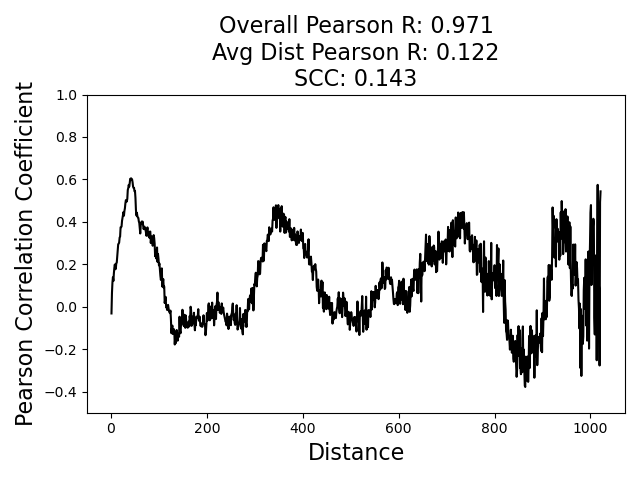 Overall Pearson R: 0.971
Avg Dist Pearson R: 0.122
SCC: 0.143
Pearson Correlation Coefficient
1.0
0.8
0.6
0.4
0.2
0.0
−0.2
−0.4
0 200 400 600 800 1000
Distance